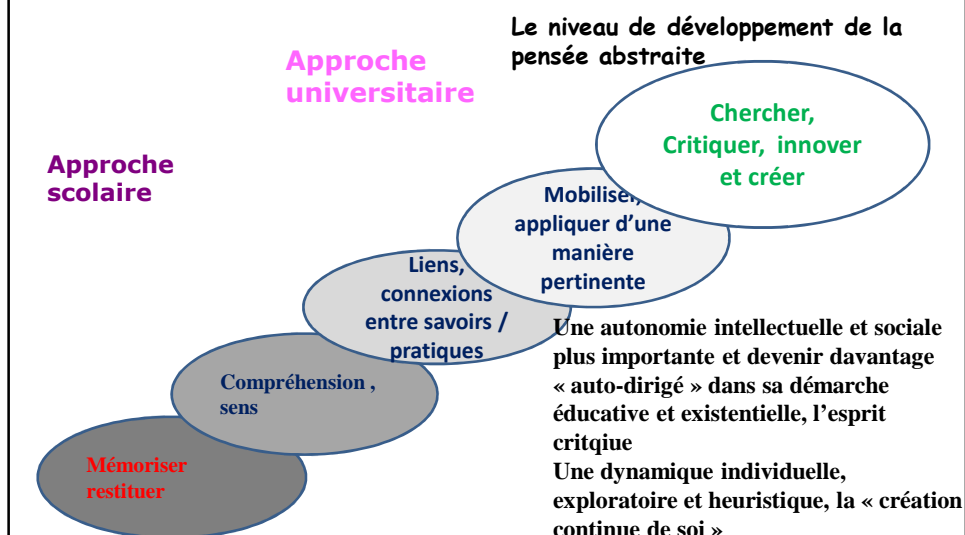 Le niveau de développement de la
pensée abstraite
Approche
universitaire
Approche
scolaire
Chercher,
Critiquer, innover
et créer
Mobiliser,
appliquer d’une
manière
pertinente
Liens,
connexions
entre savoirs /
pratiques
Compréhension ,
sens
Mémoriser
restituer
Une autonomie intellectuelle et sociale
plus importante et devenir davantage
« auto-dirigé » dans sa démarche
éducative et existentielle, l’esprit
critqiue
Une dynamique individuelle,
exploratoire et heuristique, la « création
continue de soi »